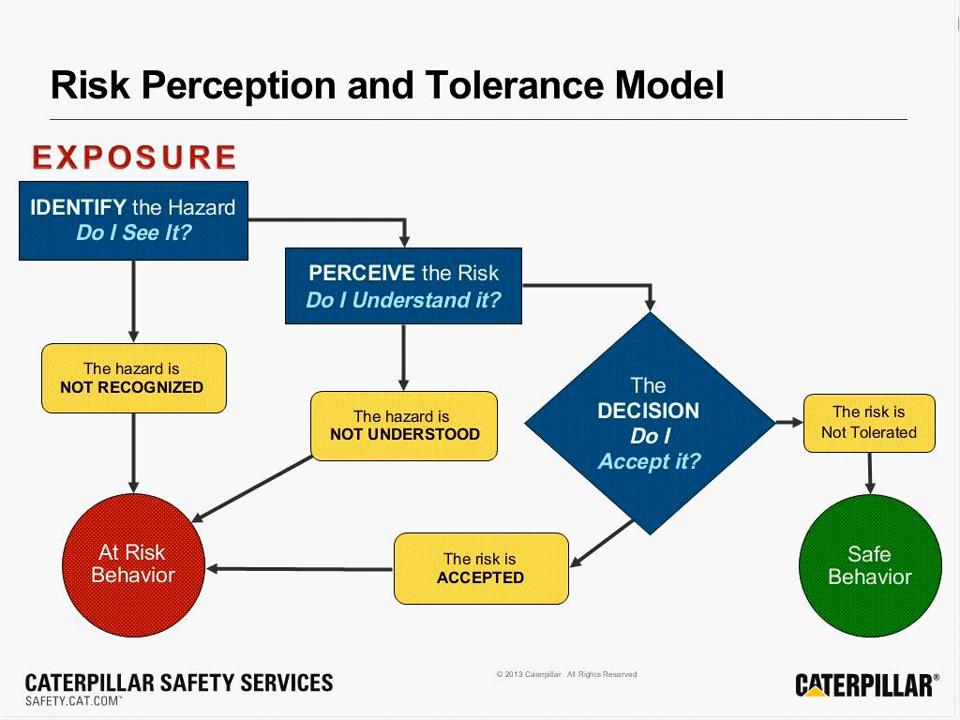 Risk Perception and Tolerance Model
EXPOSURE
IDENTIFY the Hazard
Do I See It?
PERCEIVE the Risk
Do I Understand it?
The hazard is
NOT RECOGNIZED
The hazard is
NOT UNDERSTOOD
The
DECISION
Do I
Accept it?
The risk is
Not Tolerated
At Risk
Behavior
The risk is
ACCEPTED
Safe
Behavior
CATERPILLAR SAFETY SERVICES
SAFETY.CAT.COM™
© 2013 Caterpillar All Rights Reserved
CATERPILLAR®